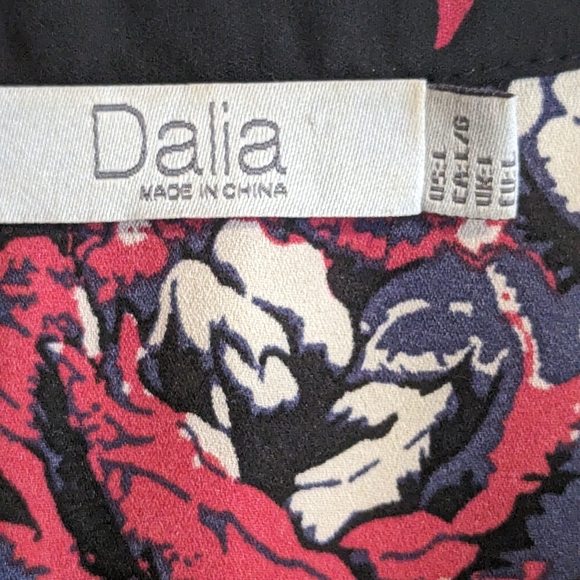 Dalia
MADE IN CHINA
US:L
CA:L/G
UK:L
EU:L